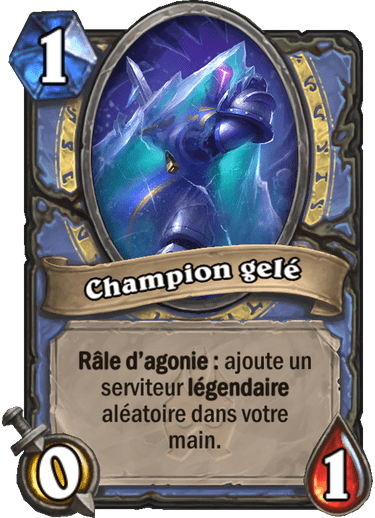 1
Champion gelé
Râle d’agonie : ajoute un
serviteur légendaire
aléatoire dans votre
main.
0
1